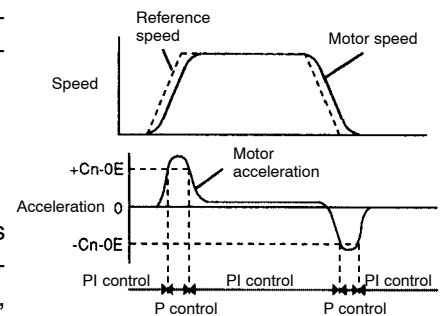 Reference
speed
Motor speed
Speed
+Cn-0E
Motor
acceleration
Acceleration 0
s
-Cn-0E
PI control PI control PI control
,
P control P control